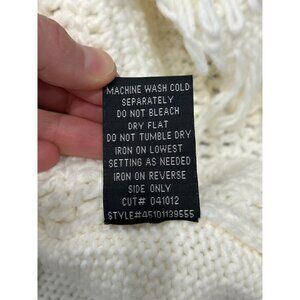 MACHINE WASH COLD
SEPARATELY
DO NOT BLEACH
DRY FLAT
DO NOT TUMBLE DRY
IRON ON LOWEST
SETTING AS NEEDED
IRON ON REVERSE
SIDE ONLY
CUT# 041012
STYLE#45101139555